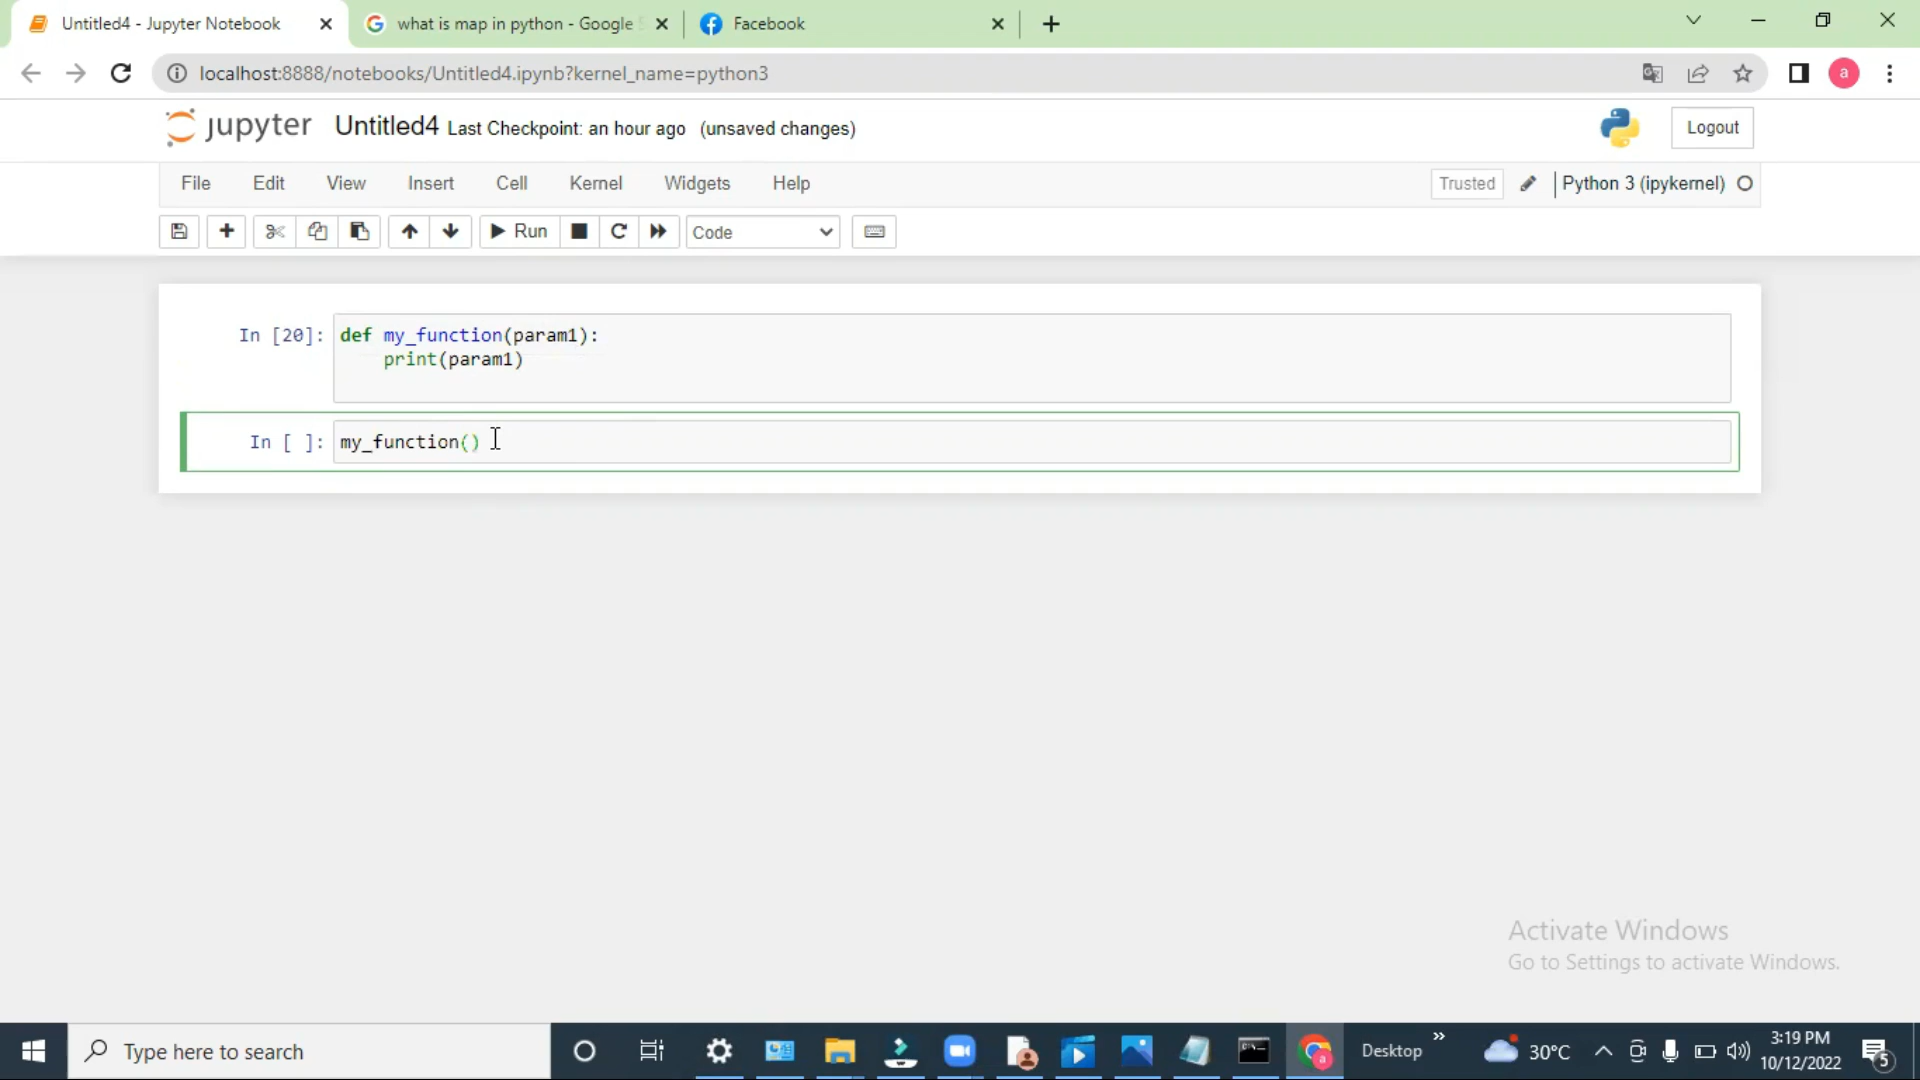 Untitled4 - Jupyter Notebook
what is map in python - Google
Facebook
localhost:8888/notebooks/Untitled4.ipynb?kernel_name=python3
a
jupyter Untitled4 Last Checkpoint: an hour ago (unsaved changes)
Logout
File Edit View Insert Cell Kernel Widgets Help
Trusted
Python 3 (ipykernel)
Run
Code
In [20]: def my_function(param1):
print(param1)
In [ ]: my_function()
Activate Windows
Go to Settings to activate Windows.
Type here to search
a
Desktop
30°C
3:19 PM
10/12/2022
5